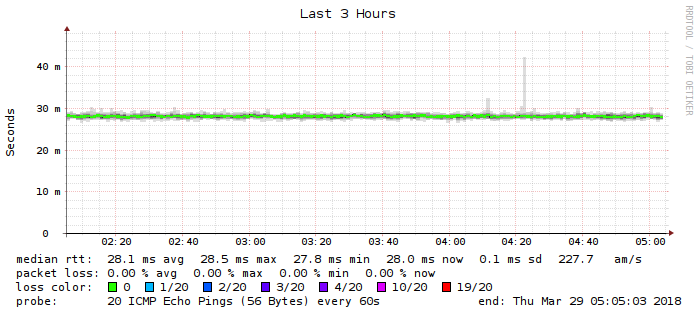 Last 3 Hours
RRDTOOL / TOBI OETIKER
Seconds
40 m
30 m
20 m
10 m
0
02:20 02:40 03:00 03:20 03:40 04:00 04:20 04:40 05:00
median rtt: 28.1 ms avg 28.5 ms max 27.8 ms min 28.0 ms now 0.1 ms sd 227.7 am/s
packet loss: 0.00 % avg 0.00 % max 0.00 % min 0.00 % now
loss color: 0 1/20 2/20 3/20 4/20 10/20 19/20
probe: 20 ICMP Echo Pings (56 Bytes) every 60s end: Thu Mar 29 05:05:03 2018